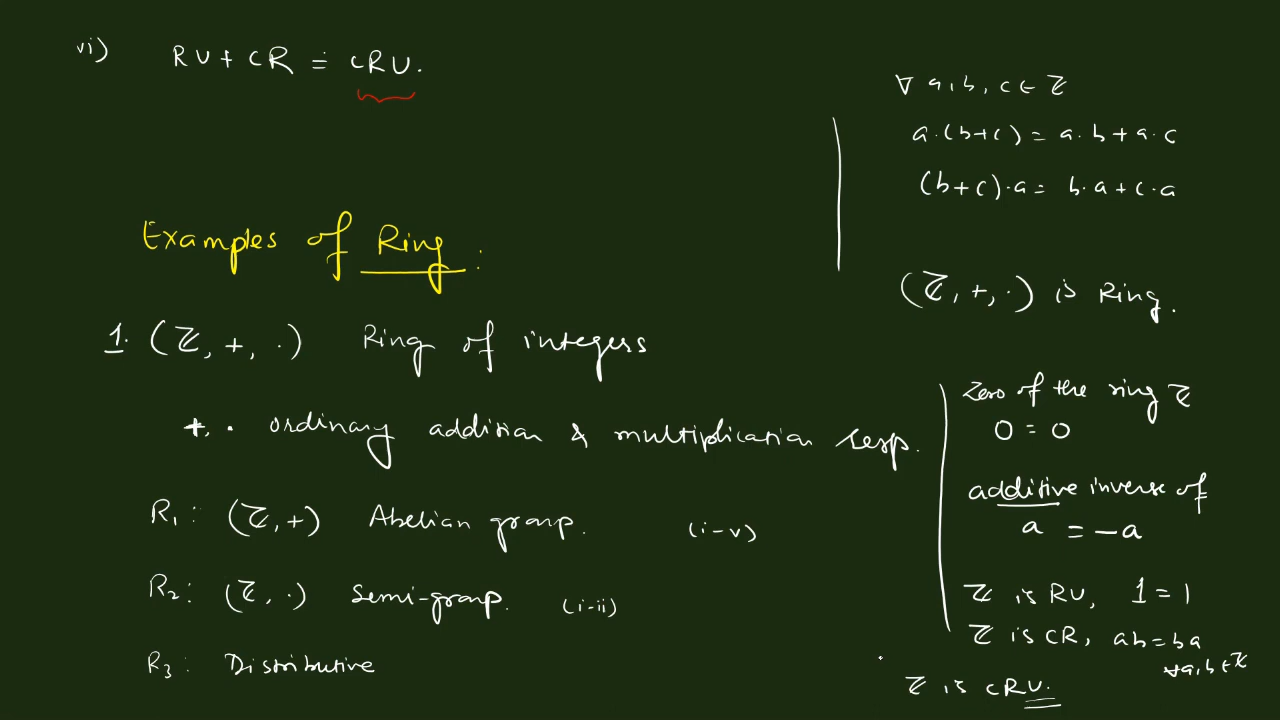 vi) RU + CR = CRU.
Examples of Ring :
1. (ℤ, +, ·) Ring of integers
+, · ordinary addition & multiplication resp.
R₁: (ℤ, +) Abelian group. (i-v)
R₂: (ℤ, ·) Semi-group. (i-ii)
R₃: Distributive
∀ a, b, c ∈ ℤ
a·(b+c) = a·b + a·c
(b+c)·a = b·a + c·a
(ℤ, +, ·) is Ring.
Zero of the ring ℤ
0 = 0
additive inverse of
a = -a
ℤ is RU, 1 = 1
ℤ is CR, ab = ba
∀ a, b ∈ ℤ
ℤ is CRU.